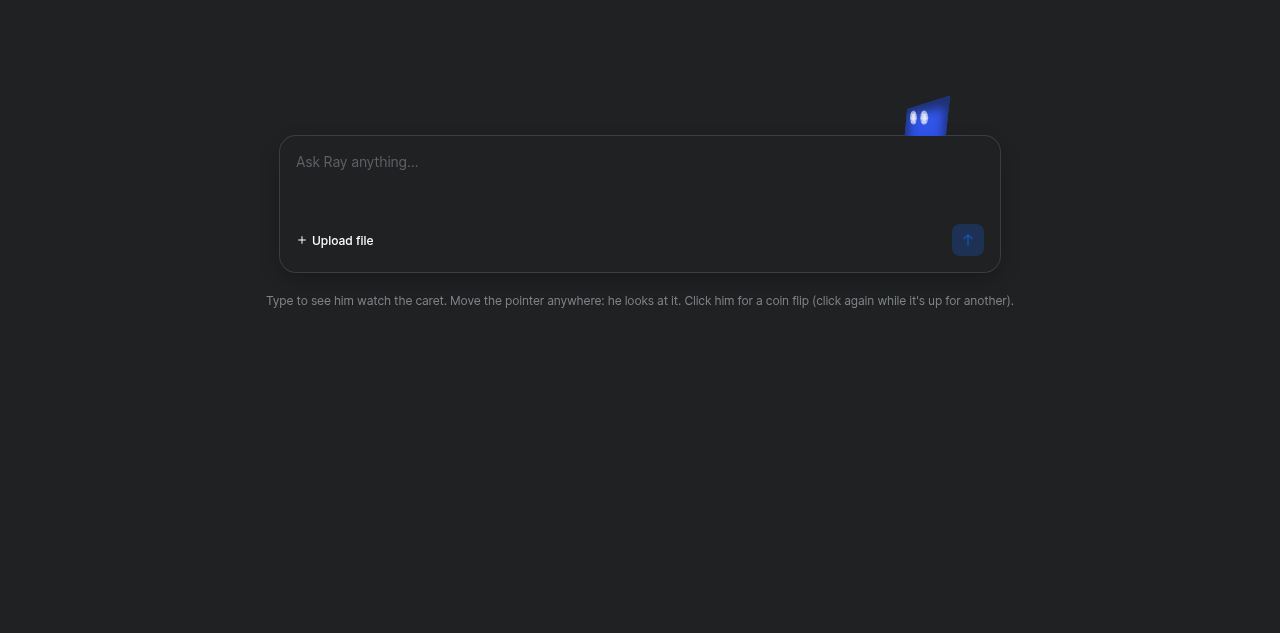 Ask Ray anything...
Upload file
Type to see him watch the caret. Move the pointer anywhere: he looks at it. Click him for a coin flip (click again while it's up for another).